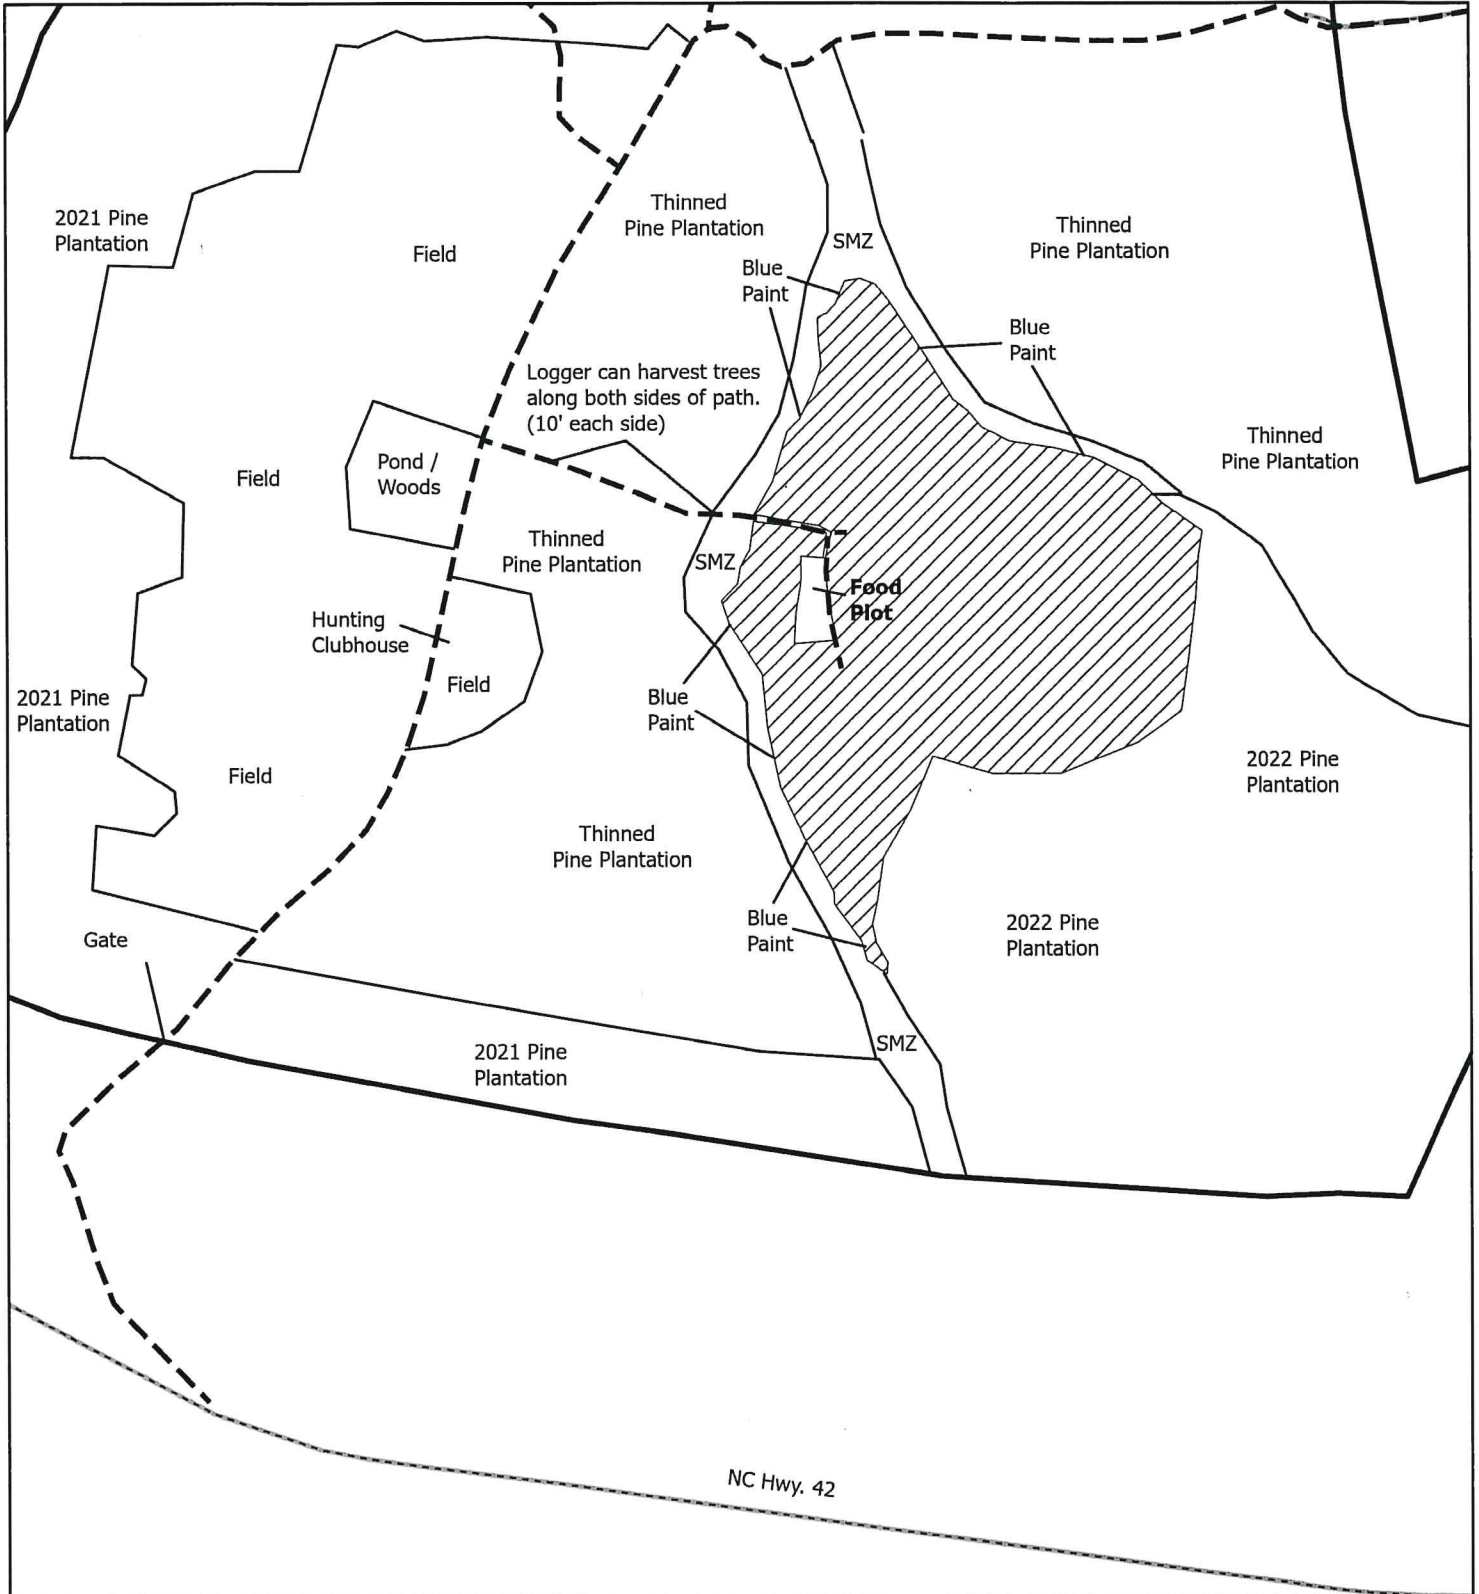 2021 Pine
Plantation
Field
Thinned
Pine Plantation
SMZ
Thinned
Pine Plantation
Blue
Paint
Blue
Paint
Logger can harvest trees
along both sides of path.
(10' each side)
Thinned
Pine Plantation
Field
Pond /
Woods
Thinned
Pine Plantation
SMZ
Food
Plot
Hunting
Clubhouse
Field
2021 Pine
Plantation
Blue
Paint
Field
2022 Pine
Plantation
Thinned
Pine Plantation
Blue
Paint
2022 Pine
Plantation
Gate
SMZ
2021 Pine
Plantation
NC Hwy. 42